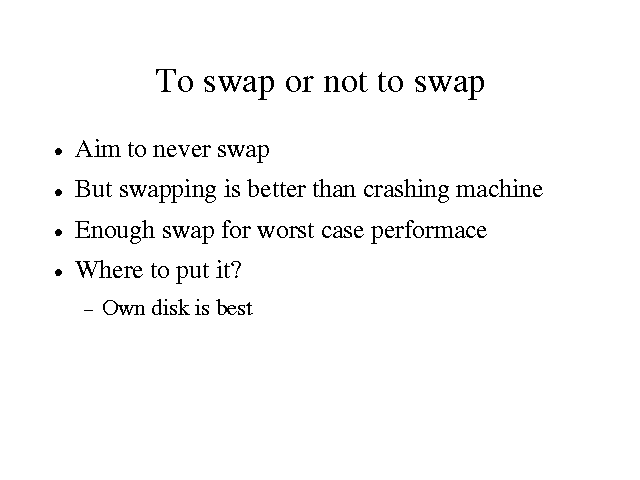 To swap or not to swap
• Aim to never swap
• But swapping is better than crashing machine
• Enough swap for worst case performace
• Where to put it?
– Own disk is best